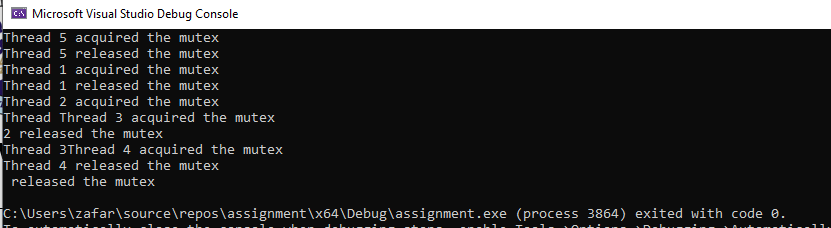 Microsoft Visual Studio Debug Console
Thread 5 acquired the mutex
Thread 5 released the mutex
Thread 1 acquired the mutex
Thread 1 released the mutex
Thread 2 acquired the mutex
Thread Thread 3 acquired the mutex
2 released the mutex
Thread 3Thread 4 acquired the mutex
Thread 4 released the mutex
 released the mutex
C:\Users\zafar\source\repos\assignment\x64\Debug\assignment.exe (process 3864) exited with code 0.
To automatically close the console when debugging stops, enable Tools->Options->Debugging->Automatically